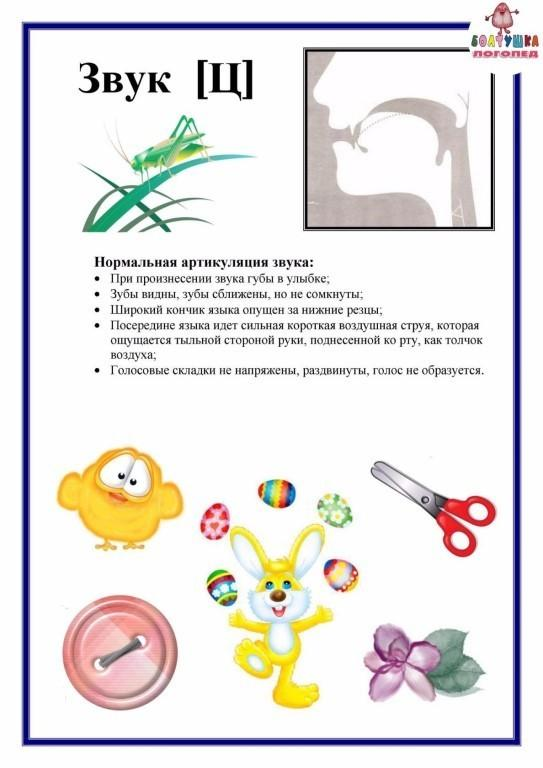 БОЛТУШКА
ЛОГОПЕД
Звук [Ц]
Нормальная артикуляция звука:
• При произнесении звука губы в улыбке;
• Зубы видны, зубы сближены, но не сомкнуты;
• Широкий кончик языка опущен за нижние резцы;
• Посередине языка идет сильная короткая воздушная струя, которая
ощущается тыльной стороной руки, поднесенной ко рту, как толчок
воздуха;
• Голосовые складки не напряжены, раздвинуты, голос не образуется.